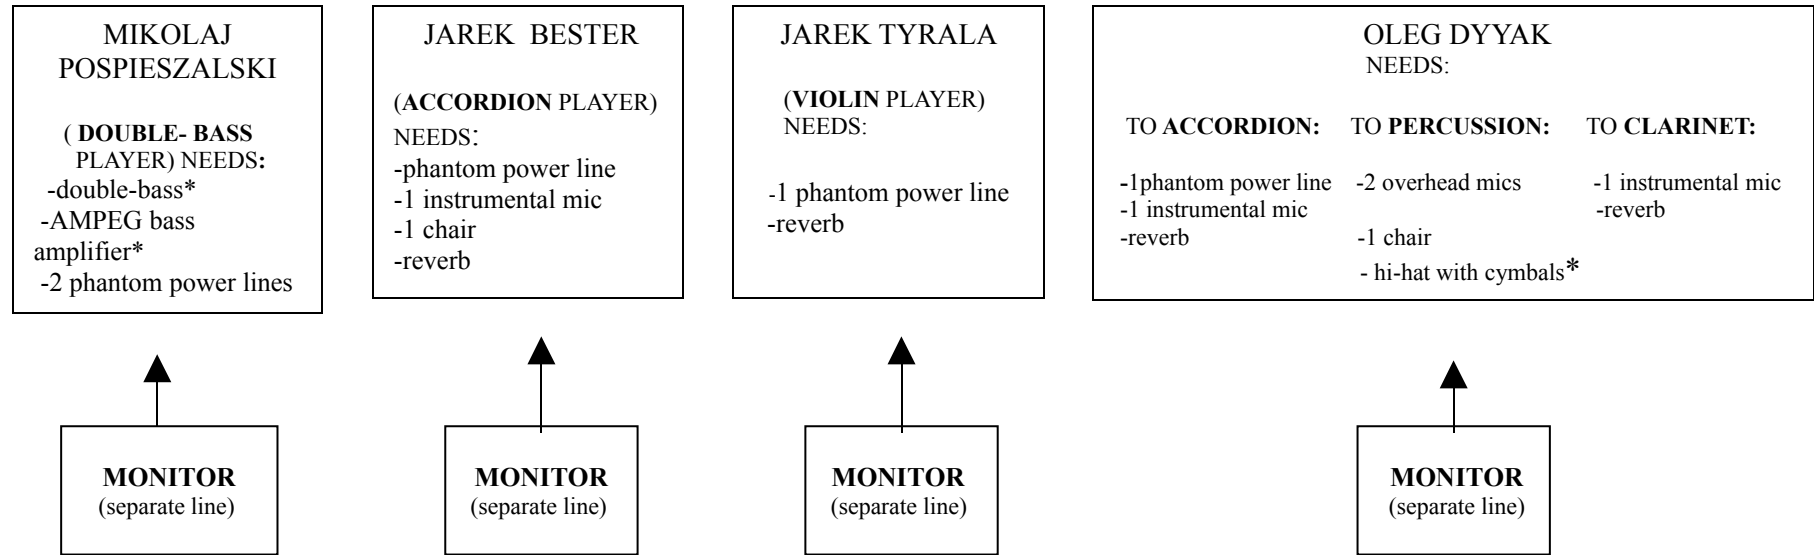 MIKOLAJ
POSPIESZALSKI
( DOUBLE- BASS
PLAYER) NEEDS:
-double-bass*
-AMPEG bass
amplifier*
-2 phantom power lines
JAREK BESTER
(ACCORDION PLAYER)
NEEDS:
-phantom power line
-1 instrumental mic
-1 chair
-reverb
JAREK TYRALA
(VIOLIN PLAYER)
NEEDS:
-1 phantom power line
-reverb
OLEG DYYAK
NEEDS:
TO ACCORDION:
-1phantom power line
-1 instrumental mic
-reverb
TO PERCUSSION:
-2 overhead mics
-1 chair
- hi-hat with cymbals*
TO CLARINET:
-1 instrumental mic
-reverb
MONITOR
(separate line)
MONITOR
(separate line)
MONITOR
(separate line)
MONITOR
(separate line)